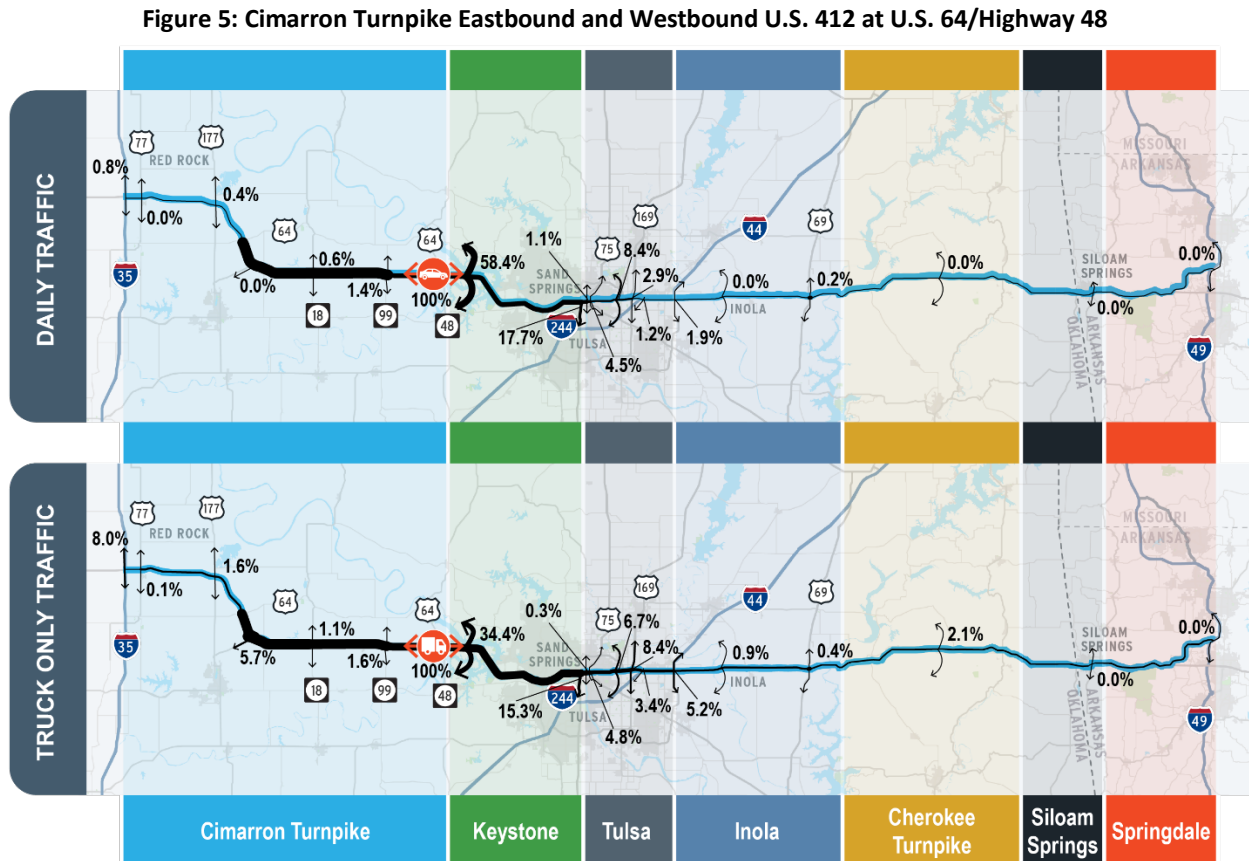 Figure 5: Cimarron Turnpike Eastbound and Westbound U.S. 412 at U.S. 64/Highway 48
DAILY TRAFFIC
77
177
RED ROCK
0.8%
0.4%
0.0%
64
64
169
44
69
MISSOURI
ARKANSAS
35
0.6%
0.0%
1.4%
100%
18
99
48
58.4%
SAND
SPRINGS
1.1%
75
8.4%
2.9%
0.0%
0.2%
0.0%
SILOAM
SPRINGS
0.0%
0.0%
INOLA
244
TULSA
17.7%
4.5%
1.2%
1.9%
OKLAHOMA
ARKANSAS
49
TRUCK ONLY TRAFFIC
77
177
RED ROCK
8.0%
1.6%
0.1%
64
64
169
44
69
MISSOURI
ARKANSAS
35
1.1%
5.7%
1.6%
100%
18
99
48
34.4%
SAND
SPRINGS
0.3%
75
6.7%
8.4%
0.9%
0.4%
2.1%
SILOAM
SPRINGS
0.0%
0.0%
INOLA
244
TULSA
15.3%
4.8%
3.4%
5.2%
OKLAHOMA
ARKANSAS
49
Cimarron Turnpike
Keystone
Tulsa
Inola
Cherokee
Turnpike
Siloam
Springs
Springdale